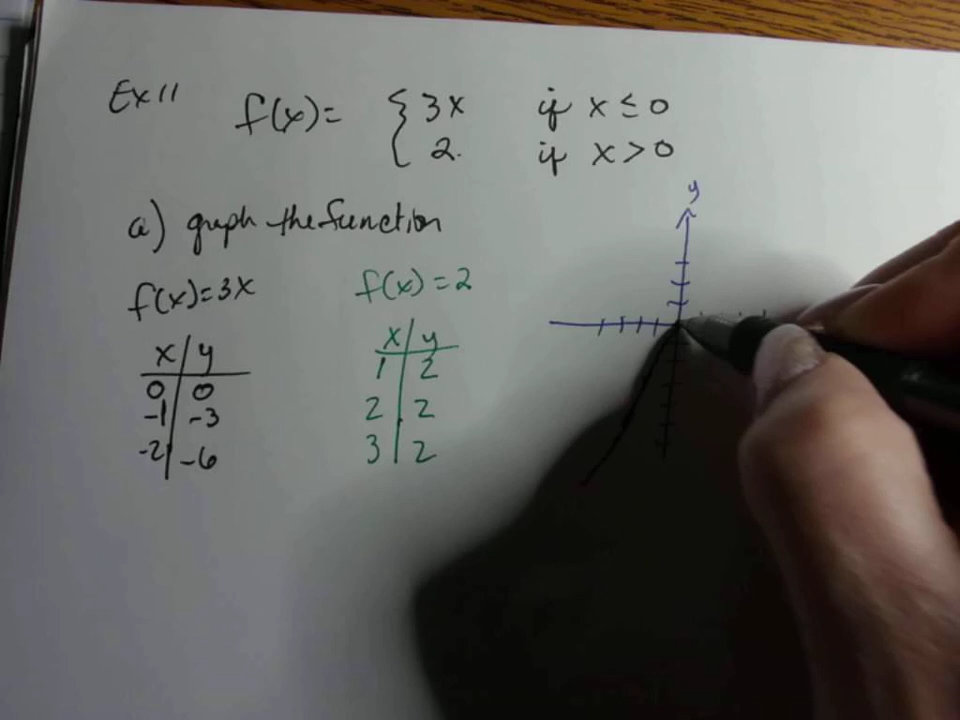 Ex 11 f(x) = { 3x if x ≤ 0
2. if x > 0
a) graph the function
f(x)=3x f(x)=2
x y x y
0 0 1 2
-1 -3 2 2
-2 -6 3 2
y